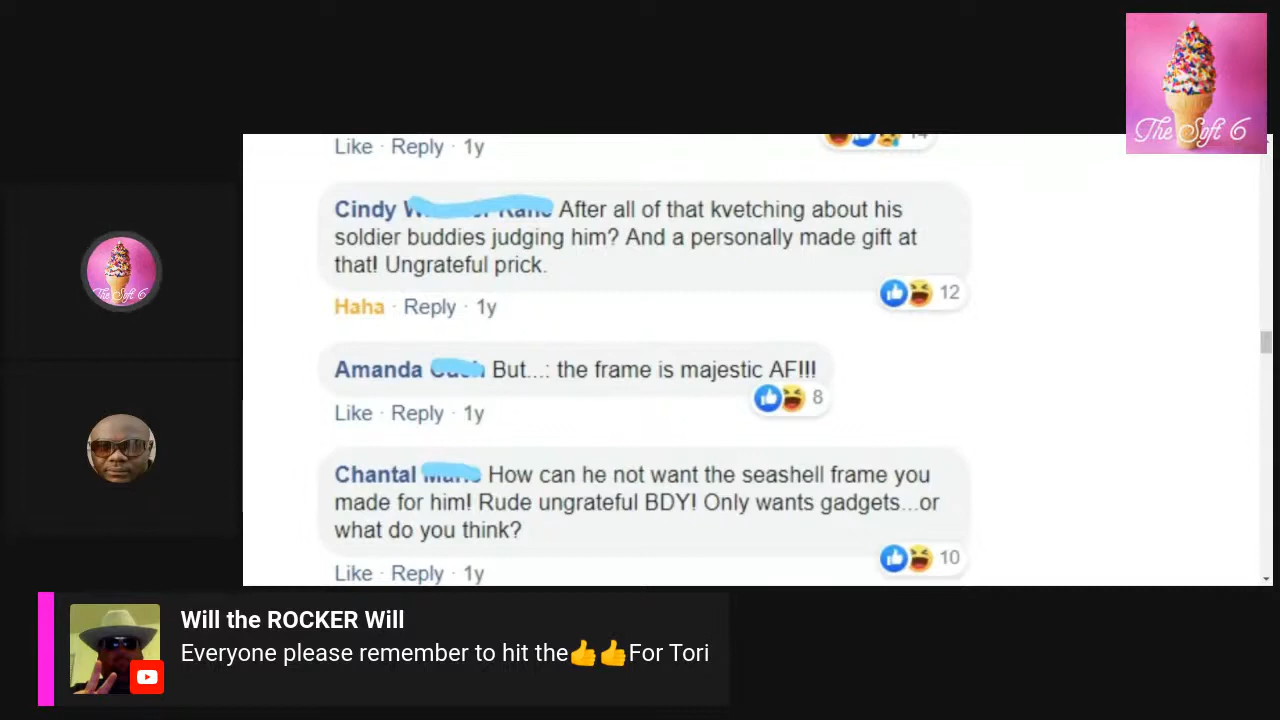 The Soft 6
Like · Reply · 1y
Cindy After all of that kvetching about his
soldier buddies judging him? And a personally made gift at
that! Ungrateful prick.
12
Haha · Reply · 1y
Amanda But...: the frame is majestic AF!!!
8
Like · Reply · 1y
Chantal How can he not want the seashell frame you
made for him! Rude ungrateful BDY! Only wants gadgets...or
what do you think?
10
Like · Reply · 1y
The Soft 6
Will the ROCKER Will
Everyone please remember to hit the👍👍For Tori